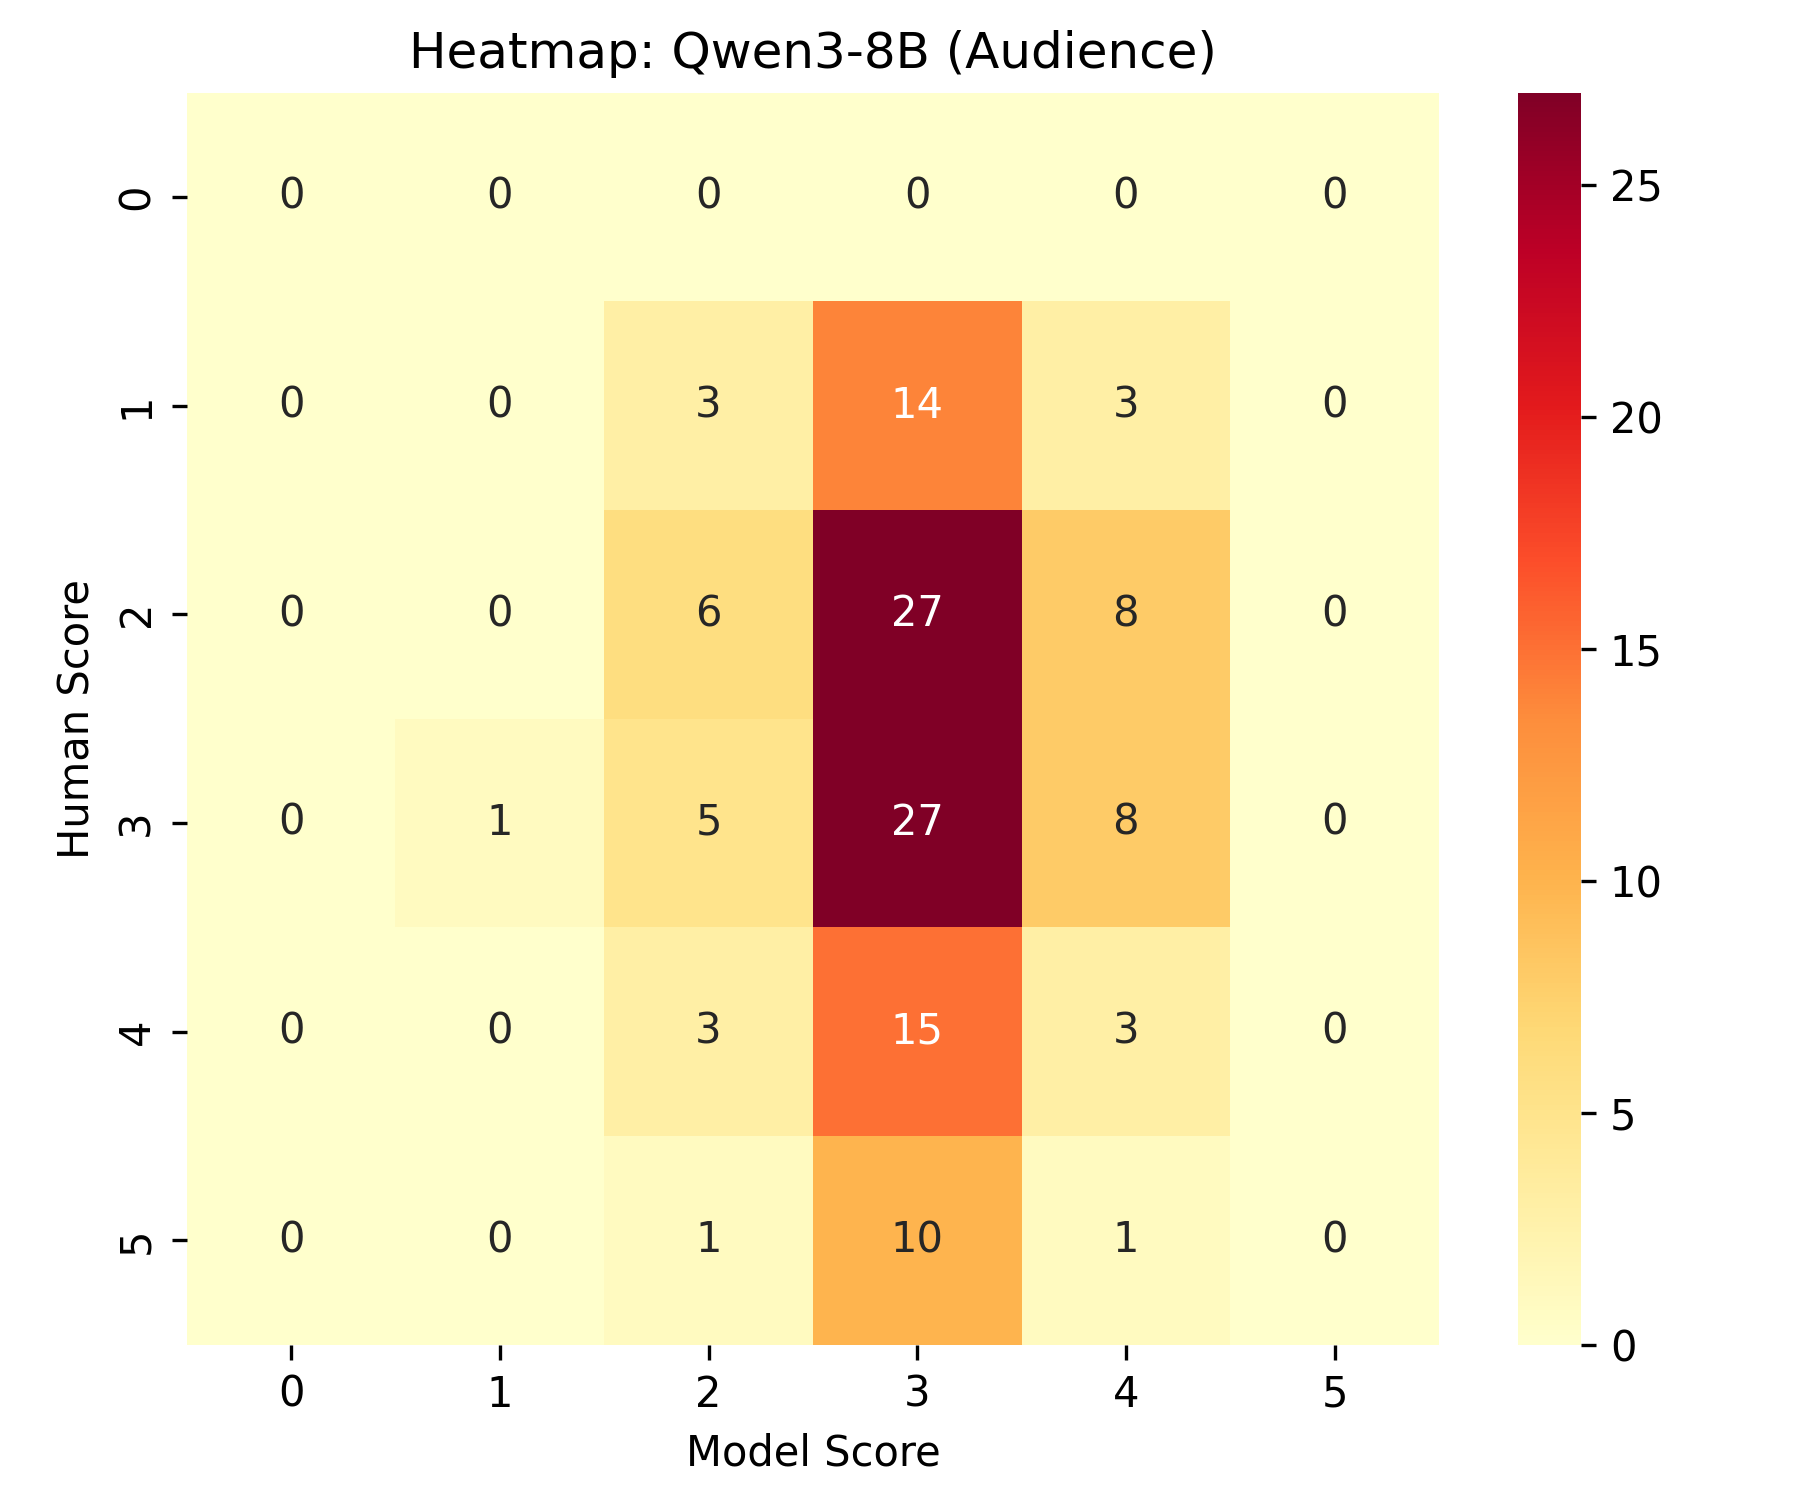 Heatmap: Qwen3-8B (Audience)
0 0 0 0 0 0 0
1 0 0 3 14 3 0
2 0 0 6 27 8 0
3 0 1 5 27 8 0
4 0 0 3 15 3 0
5 0 0 1 10 1 0
0 1 2 3 4 5
Human Score
Model Score
25
20
15
10
5
0